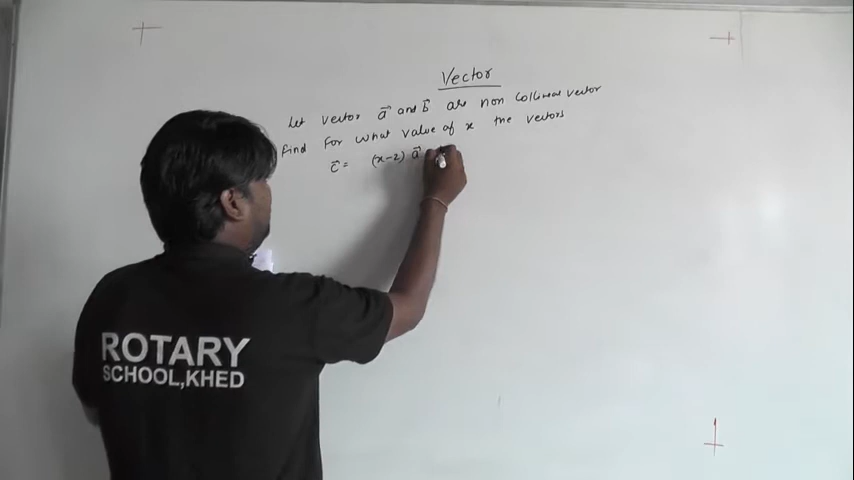 Vector
Let vector a⃗ and b⃗ are non collinear vector
find for what value of x the vectors
c⃗ = (x-2) a⃗
ROTARY
SCHOOL,KHED